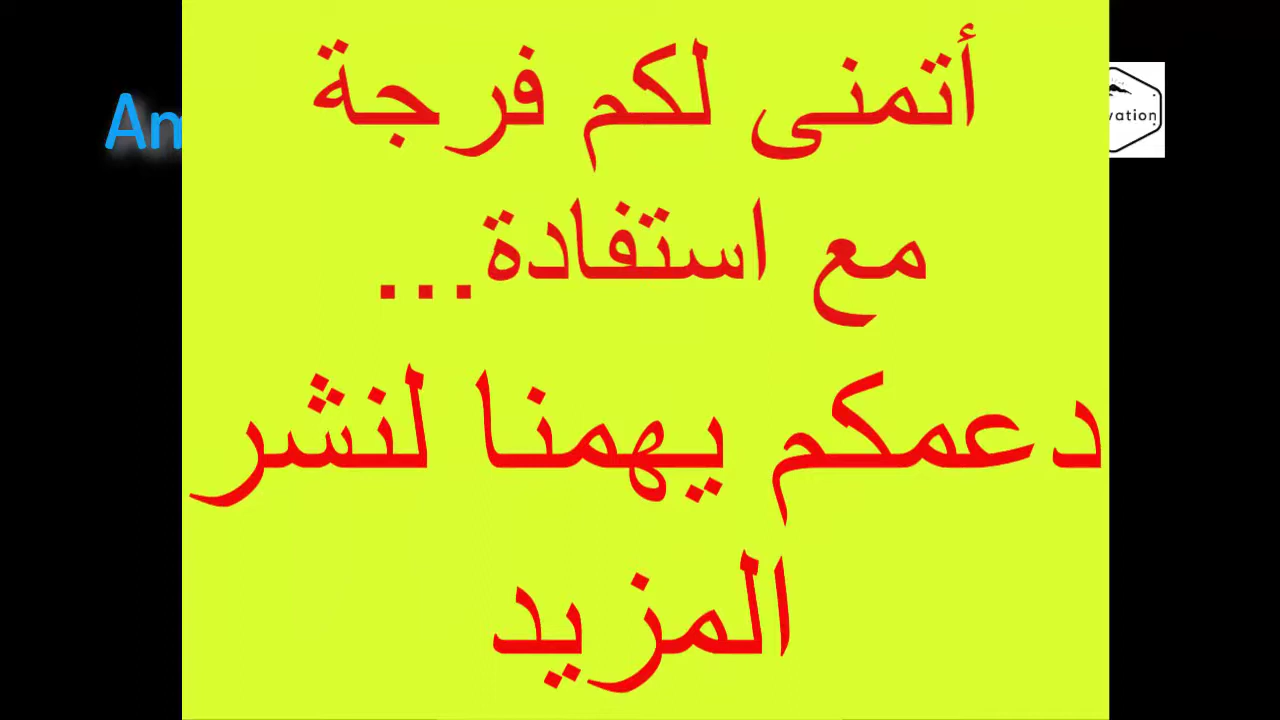 أتمنى لكم فرجة
مع استفادة...
دعمكم يهمنا لنشر
المزيد